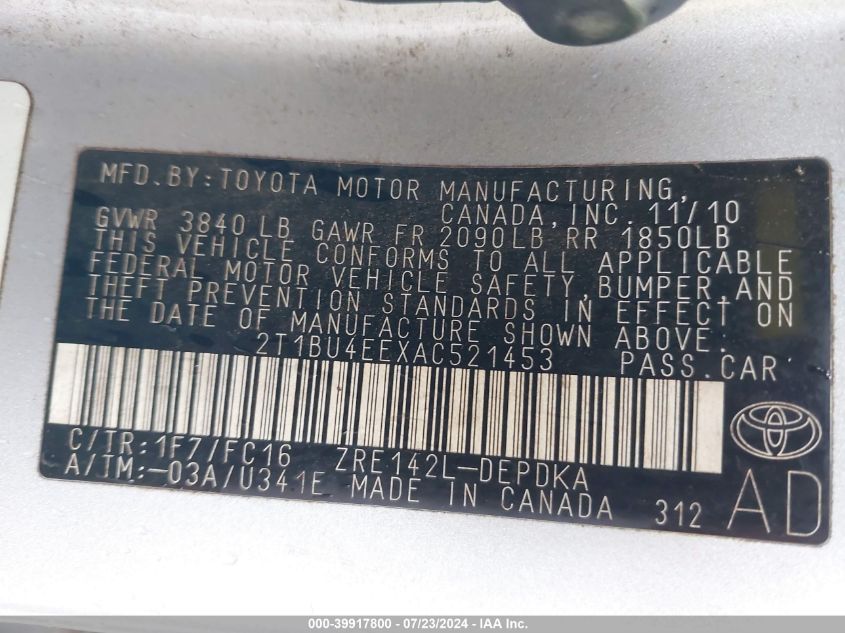 MFD.BY:TOYOTA MOTOR MANUFACTURING,
CANADA,INC. 11/10
GVWR 3840 LB GAWR FR 2090LB RR 1850LB
THIS VEHICLE CONFORMS TO ALL APPLICABLE
FEDERAL MOTOR VEHICLE SAFETY,BUMPER,AND
THEFT PREVENTION STANDARDS IN EFFECT ON
THE DATE OF MANUFACTURE SHOWN ABOVE.
2T1BU4EEXAC521453 PASS.CAR
C/TR:1F7/FC16 ZRE142L-DEPDKA
A/TM:-03A/U341E MADE IN CANADA 312 AD
000-39917800 - 07/23/2024 - © IAA, Inc.